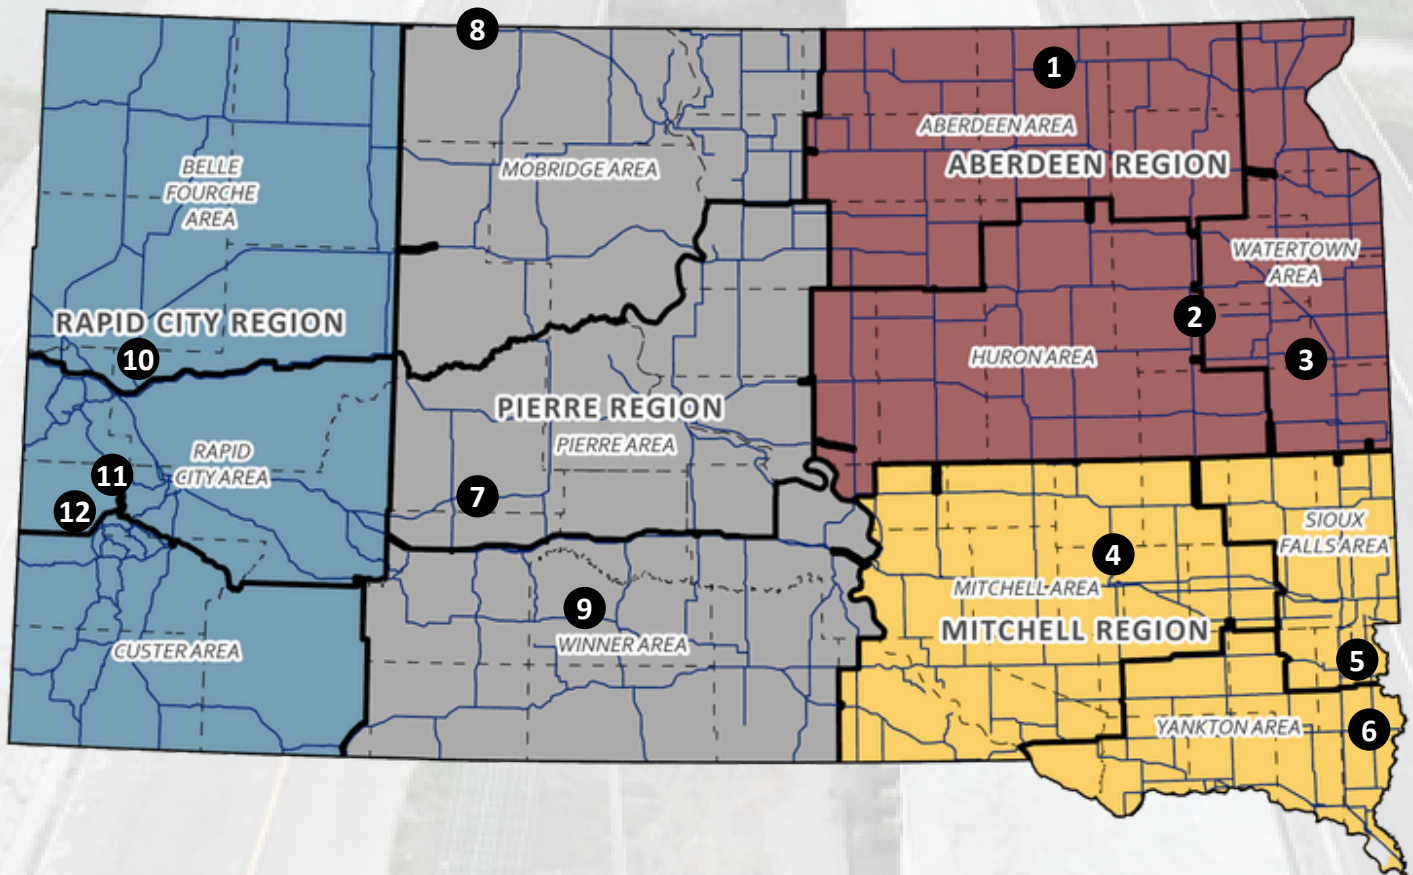 8
1
ABERDEEN AREA
ABERDEEN REGION
MOBRIDGE AREA
BELLE
FOURCHE
AREA
WATERTOWN
AREA
RAPID CITY REGION
10
2
HURON AREA
3
PIERRE REGION
PIERRE AREA
RAPID
CITY AREA
11
12
7
SIOUX
FALLS AREA
4
MITCHELL AREA
MITCHELL REGION
9
WINNER AREA
CUSTER AREA
5
YANKTON AREA
6